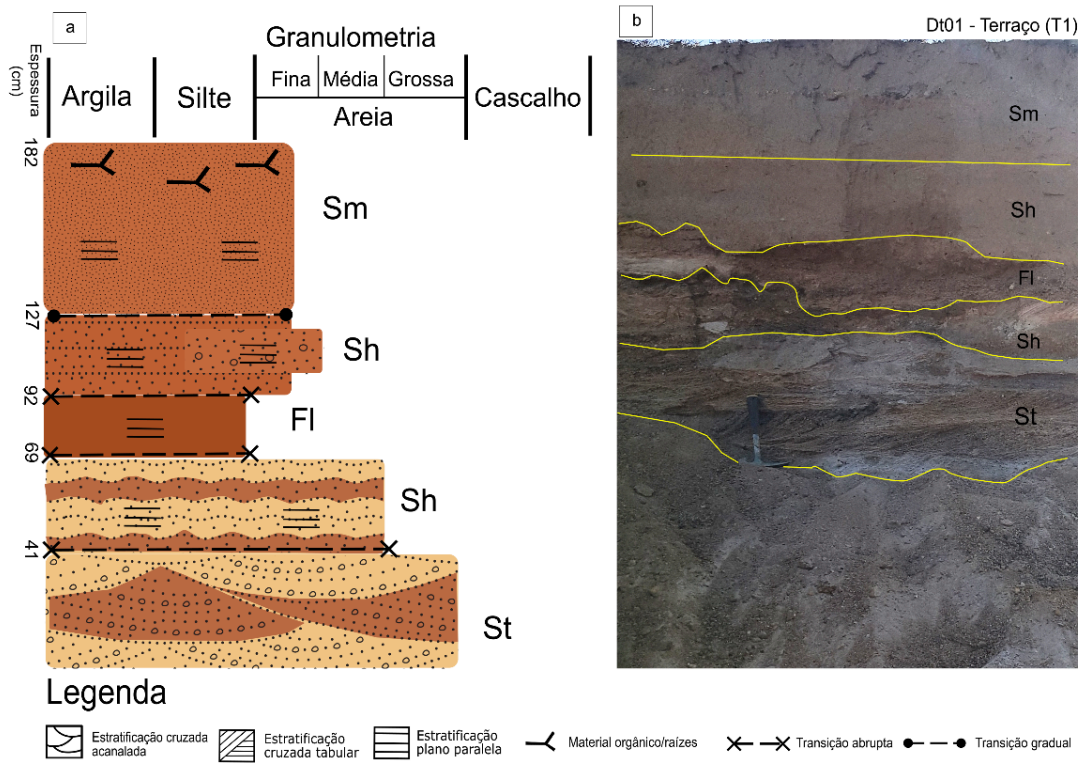 a
b
Dt01 - Terraço (T1)
Granulometria
Espessura
(cm)
Argila
Silte
Fina
Média
Grossa
Areia
Cascalho
182
127
92
69
41
Sm
Sh
Fl
Sh
St
Sm
Sh
Fl
Sh
St
Legenda
Estratificação cruzada
acanalada
Estratificação
cruzada tabular
Estratificação
plano paralela
Material orgânico/raízes
Transição abrupta
Transição gradual